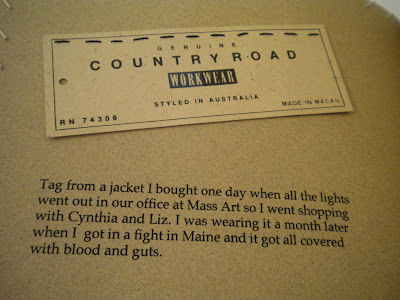 GENUINE
COUNTRY ROAD
WORKWEAR
STYLED IN AUSTRALIA
RN 74306 MADE IN MACAU
Tag from a jacket I bought one day when all the lights
went out in our office at Mass Art so I went shopping
with Cynthia and Liz. I was wearing it a month later
when I got in a fight in Maine and it got all covered
with blood and guts.